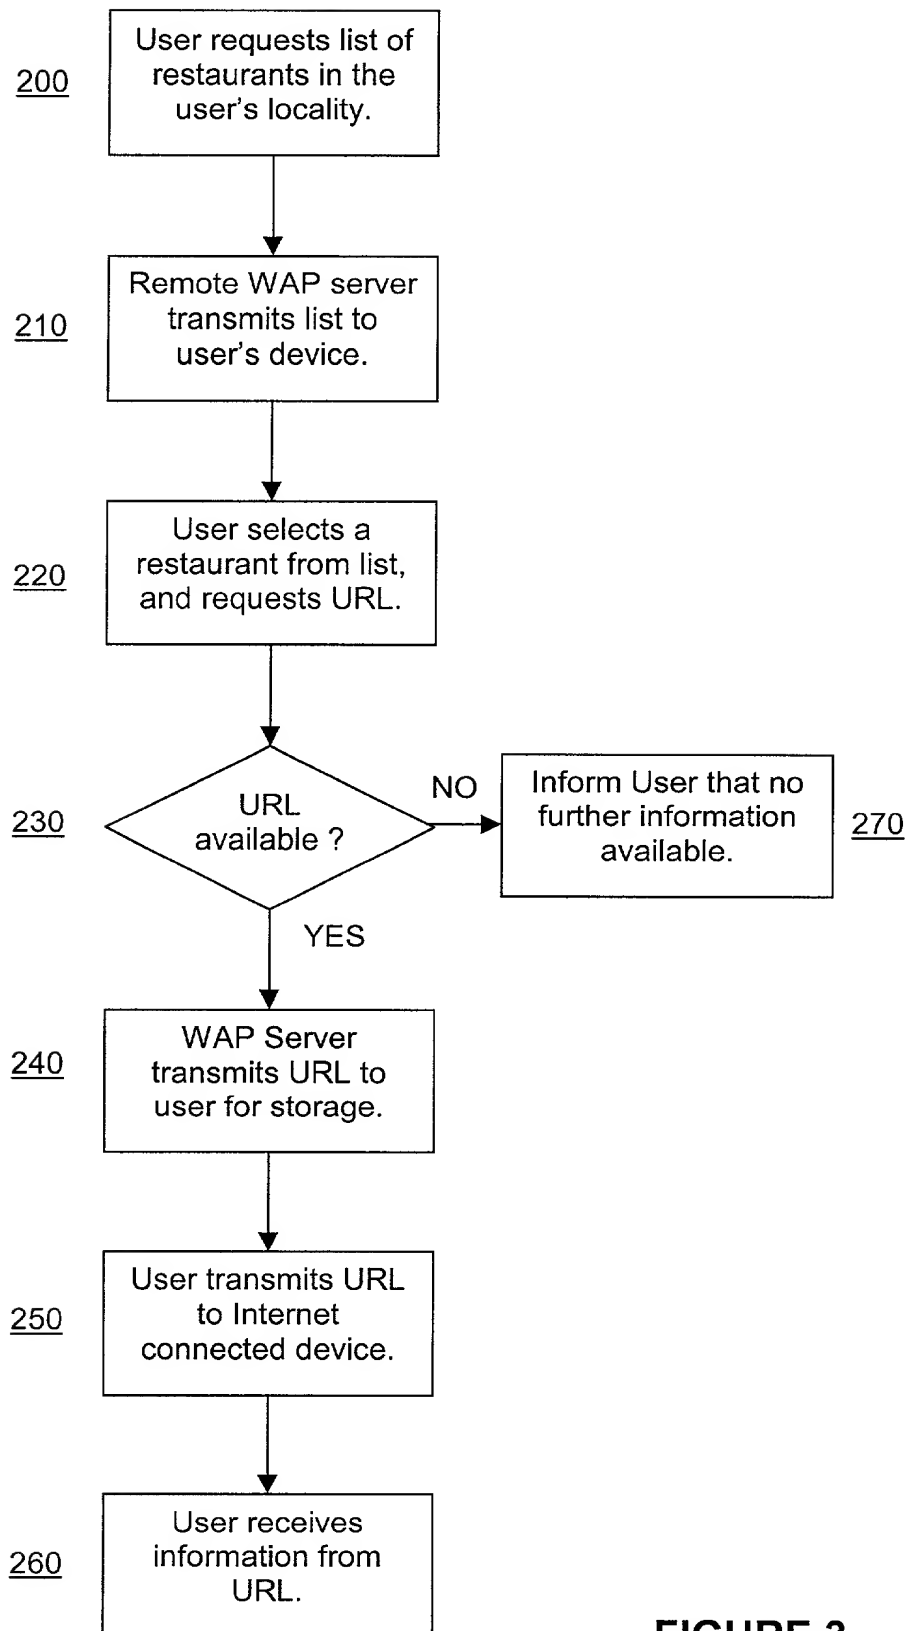 User requests list of
restaurants in the
user's locality.
200
Remote WAP server
transmits list to
user's device.
210
User selects a
restaurant from list,
and requests URL.
220
URL
available ?
230
NO
Inform User that no
further information
available.
270
YES
WAP Server
transmits URL to
user for storage.
240
User transmits URL
to Internet
connected device.
250
User receives
information from
URL.
260
FIGURE